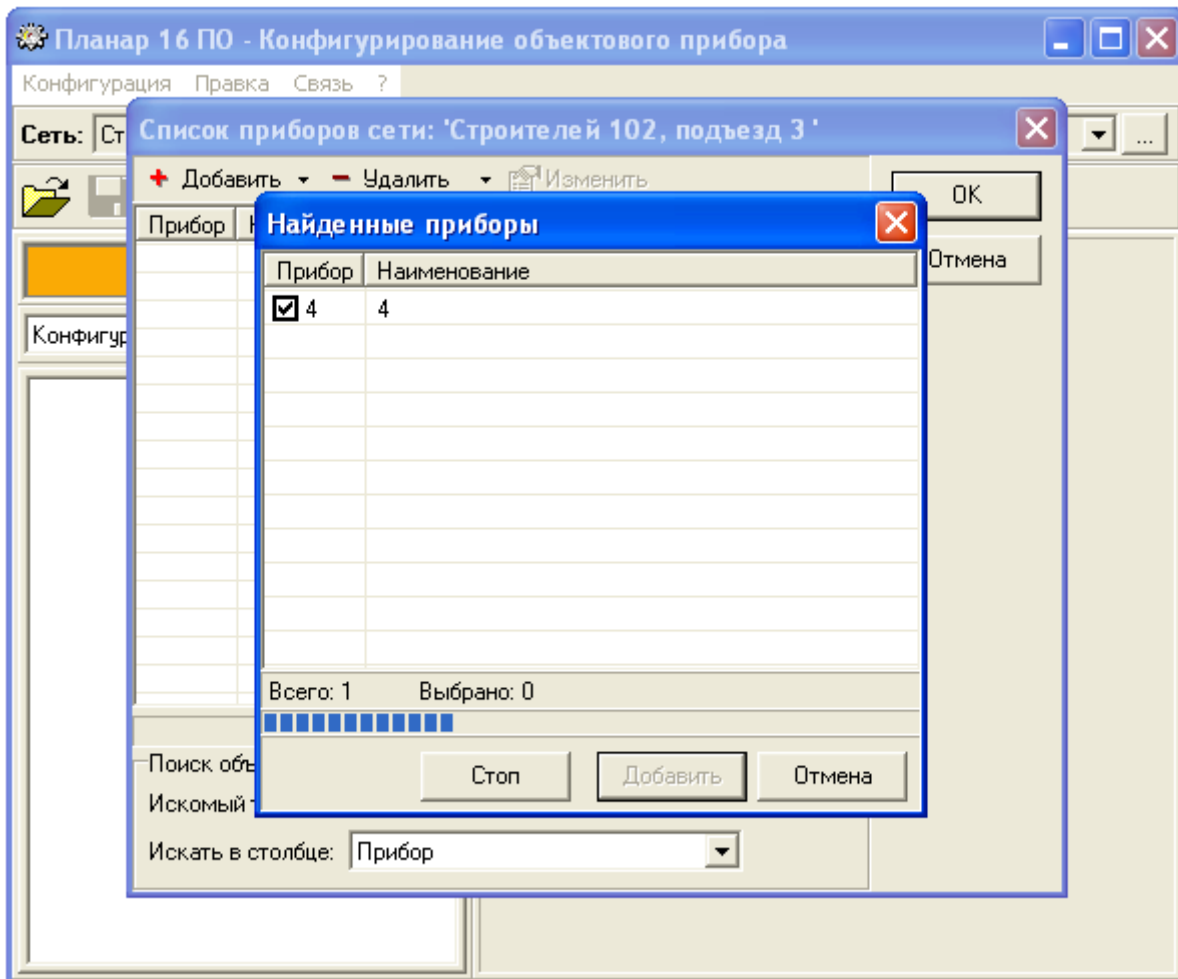 Планар 16 ПО - Конфигурирование объектового прибора
Конфигурация Правка Связь ?
Сеть: Ст ...
Список приборов сети: 'Строителей 102, подъезд 3 '
Добавить Удалить Изменить
OK
Отмена
Прибор
Найденные приборы
Прибор Наименование
4 4
Конфигур
Всего: 1 Выбрано: 0
Стоп Добавить Отмена
Поиск объ
Искомый
Искать в столбце: Прибор